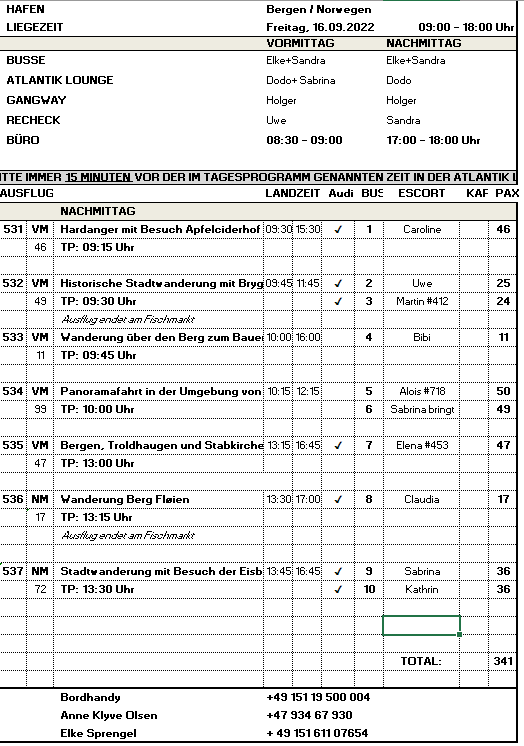 HAFEN Bergen / Norwegen
LIEGEZEIT Freitag, 16.09.2022 09:00 - 18:00 Uhr
VORMITTAG NACHMITTAG
BUSSE Elke+Sandra Elke+Sandra
ATLANTIK LOUNGE Dodo+ Sabrina Dodo
GANGWAY Holger Holger
RECHECK Uwe Sandra
BÜRO 08:30 - 09:00 17:00 - 18:00 Uhr
TTE IMMER 15 MINUTEN VOR DER IM TAGESPROGRAMM GENANNTEN ZEIT IN DER ATLANTIK L
AUSFLUG LANDZEIT Audi BUS ESCORT KAF PAX
NACHMITTAG
531 VM Hardanger mit Besuch Apfelciderhof 09:30 15:30 ✓ 1 Caroline 46
46 TP: 09:15 Uhr
532 VM Historische Stadtwanderung mit Bryg 09:45 11:45 ✓ 2 Uwe 25
49 TP: 09:30 Uhr ✓ 3 Martin #412 24
Ausflug endet am Fischmarkt
533 VM Wanderung über den Berg zum Bauer 10:00 16:00 4 Bibi 11
11 TP: 09:45 Uhr
534 VM Panoramafahrt in der Umgebung von 10:15 12:15 5 Alois #718 50
99 TP: 10:00 Uhr 6 Sabrina bringt 49
535 VM Bergen, Troldhaugen und Stabkirche 13:15 16:45 ✓ 7 Elena #453 47
47 TP: 13:00 Uhr
536 NM Wanderung Berg Fløien 13:30 17:00 ✓ 8 Claudia 17
17 TP: 13:15 Uhr
Ausflug endet am Fischmarkt
537 NM Stadtwanderung mit Besuch der Eisb 13:45 16:45 ✓ 9 Sabrina 36
72 TP: 13:30 Uhr ✓ 10 Kathrin 36
TOTAL: 341
Bordhandy +49 151 19 500 004
Anne Klyve Olsen +47 934 67 930
Elke Sprengel + 49 151 611 07654